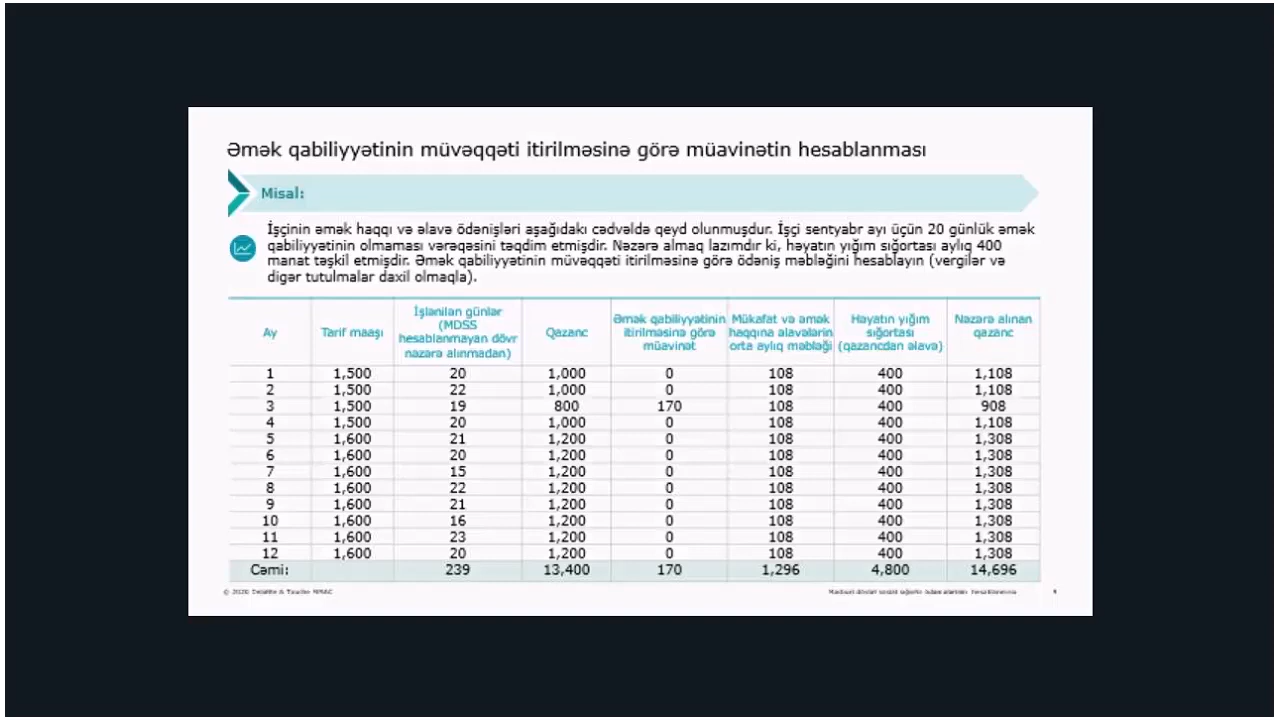 Əmək qabiliyyətinin müvəqqəti itirilməsinə görə müavinətin hesablanması
Misal:
İşçinin əmək haqqı və əlavə ödənişləri aşağıdakı cədvəldə qeyd olunmuşdur. İşçi sentyabr ayı üçün 20 günlük əmək
qabiliyyətinin olmaması vərəqəsini təqdim etmişdir. Nəzərə almaq lazımdır ki, həyatın yığım sığortası aylıq 400
manat təşkil etmişdir. Əmək qabiliyyətinin müvəqqəti itirilməsinə görə ödəniş məbləğini hesablayın (vergilər və
digər tutulmalar daxil olmaqla).
Ay
Tarif maaşı
İşlənilən günlər
(MDSS
hesablanmayan dövr
nəzərə alınmadan)
Qazanc
Əmək qabiliyyətinin
itirilməsinə görə
müavinət
Mükafat və əmək
haqqına əlavələrin
orta aylıq məbləği
Həyatın yığım
sığortası
(qazancdan əlavə)
Nəzərə alınan
qazanc
1 1,500 20 1,000 0 108 400 1,108
2 1,500 22 1,000 0 108 400 1,108
3 1,500 19 800 170 108 400 908
4 1,500 20 1,000 0 108 400 1,108
5 1,600 21 1,200 0 108 400 1,308
6 1,600 20 1,200 0 108 400 1,308
7 1,600 15 1,200 0 108 400 1,308
8 1,600 22 1,200 0 108 400 1,308
9 1,600 21 1,200 0 108 400 1,308
10 1,600 16 1,200 0 108 400 1,308
11 1,600 23 1,200 0 108 400 1,308
12 1,600 20 1,200 0 108 400 1,308
Cəmi: 239 13,400 170 1,296 4,800 14,696
© 2020 Deloitte & Touche
sosial sığorta